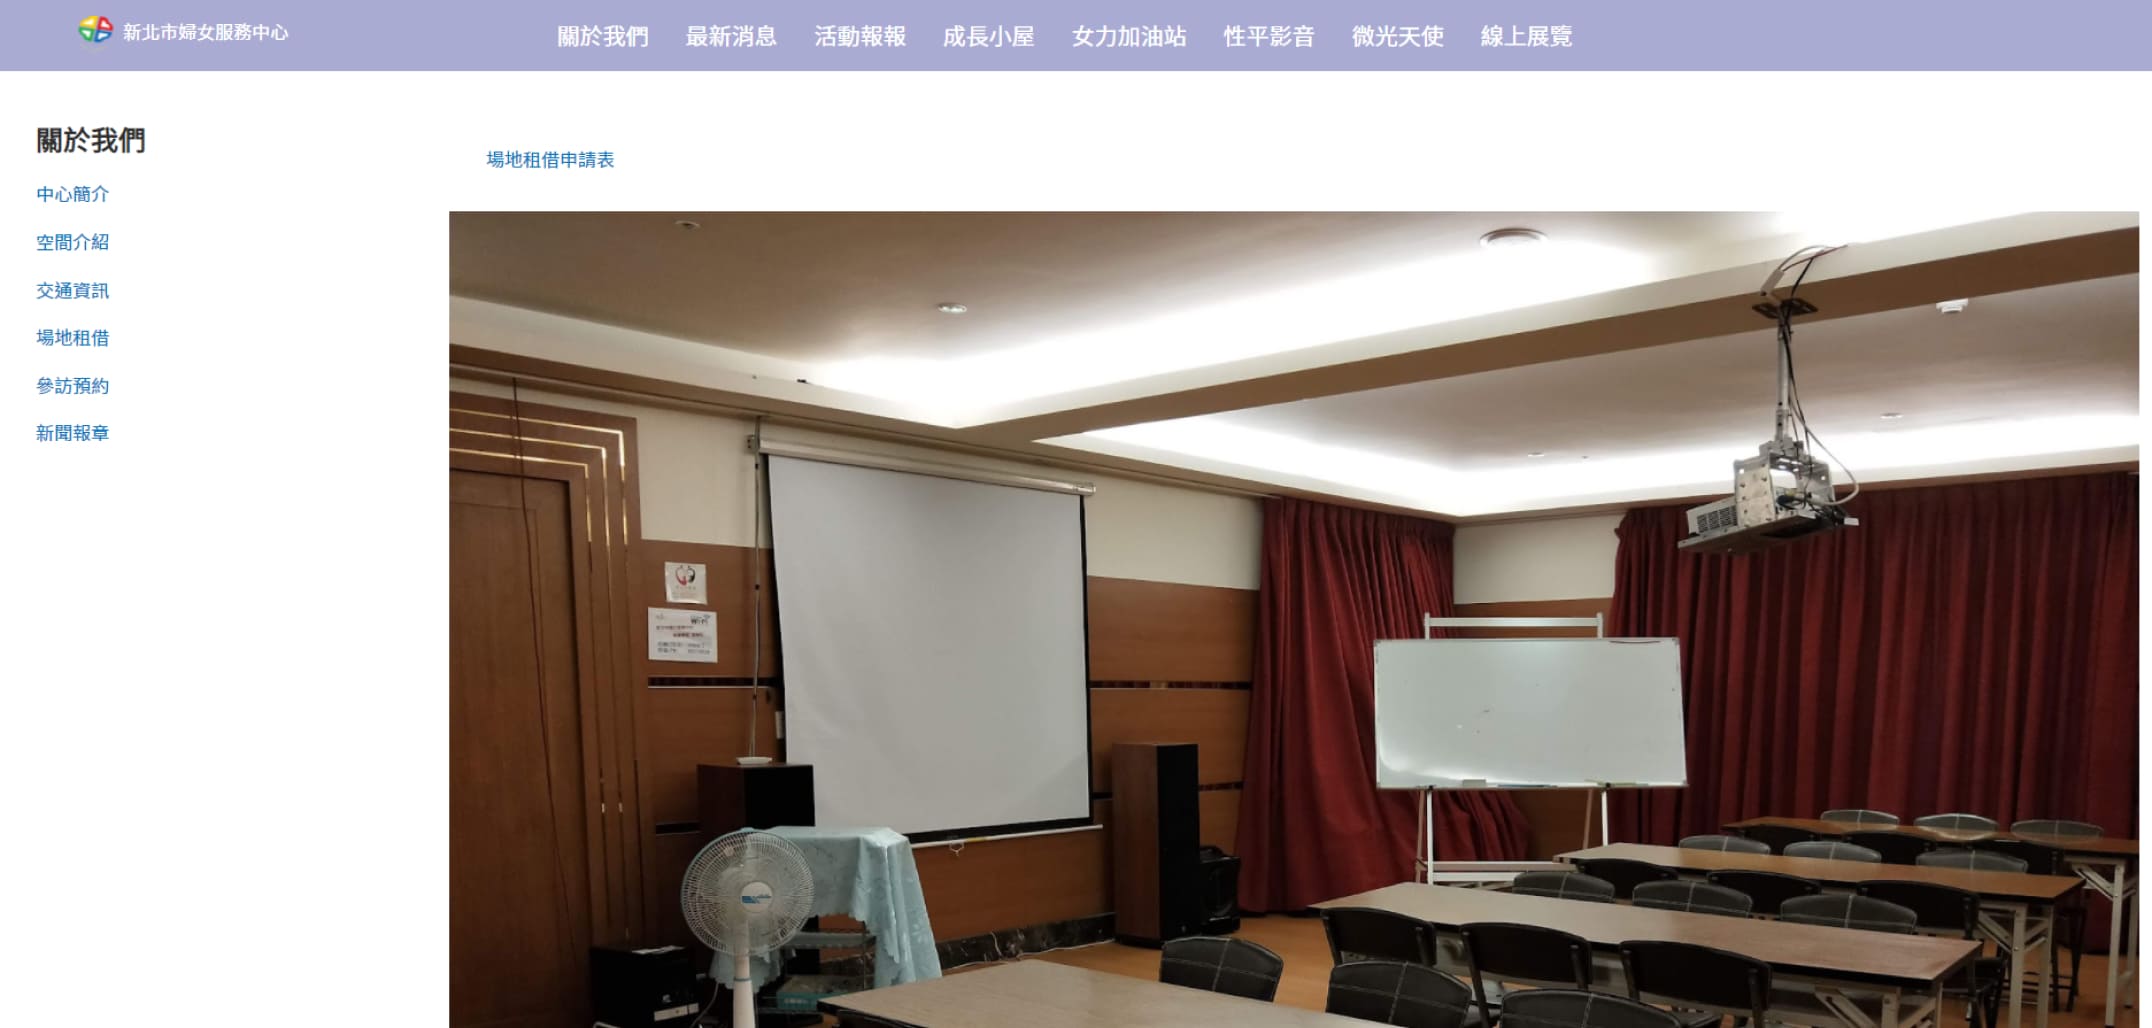 新北市婦女服務中心
關於我們 最新消息 活動報報 成長小屋 女力加油站 性平影音 微光天使 線上展覽
關於我們
中心簡介
空間介紹
交通資訊
場地租借
參訪預約
新聞報章
場地租借申請表